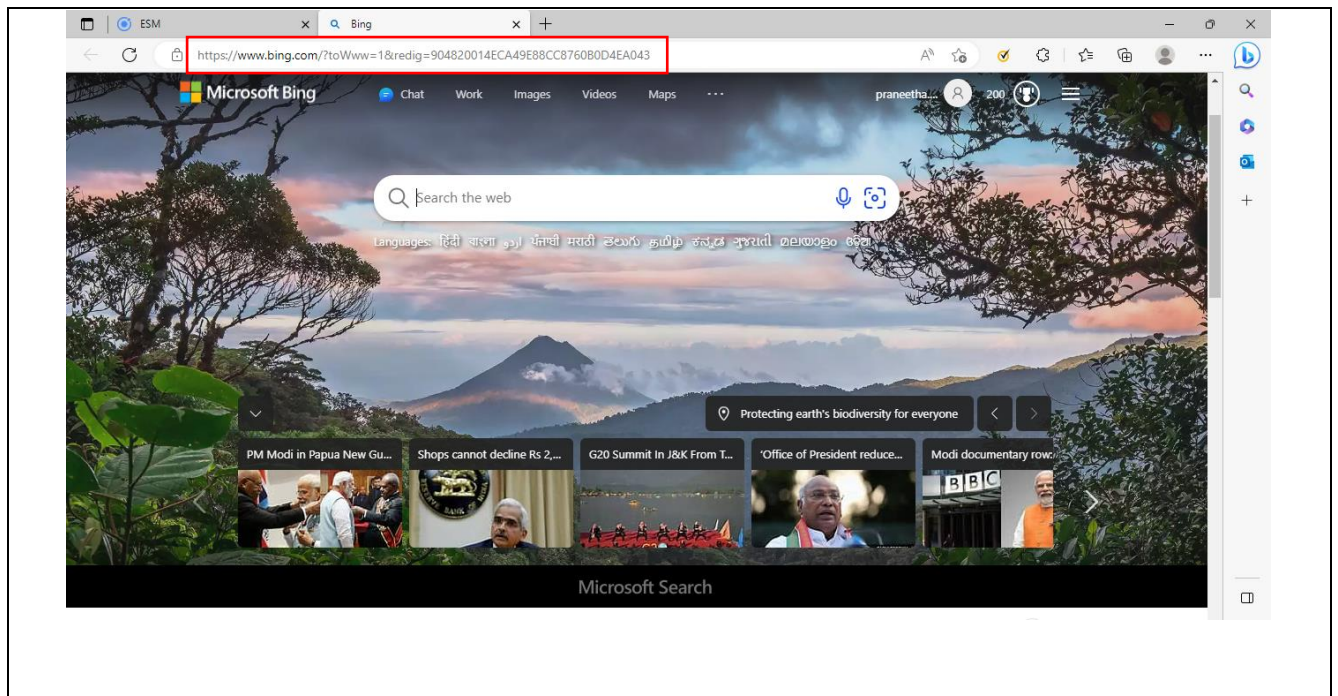 ESM
Bing
https://www.bing.com/?toWww=1&redig=904820014ECA49E88CC8760B0D4EA043
Microsoft Bing Chat Work Images Videos Maps ··· praneetha.... 200
Search the web
Languages: हिंदी বাংলা اردو ਪੰਜਾਬੀ मराठी తెలుగు தமிழ் ಕನ್ನಡ ગુજરાતી മലയാളം ଓଡ଼ିଆ
Protecting earth's biodiversity for everyone
PM Modi in Papua New Gu...
Shops cannot decline Rs 2,...
G20 Summit In J&K From T...
'Office of President reduce...
Modi documentary row:
BBC
Microsoft Search